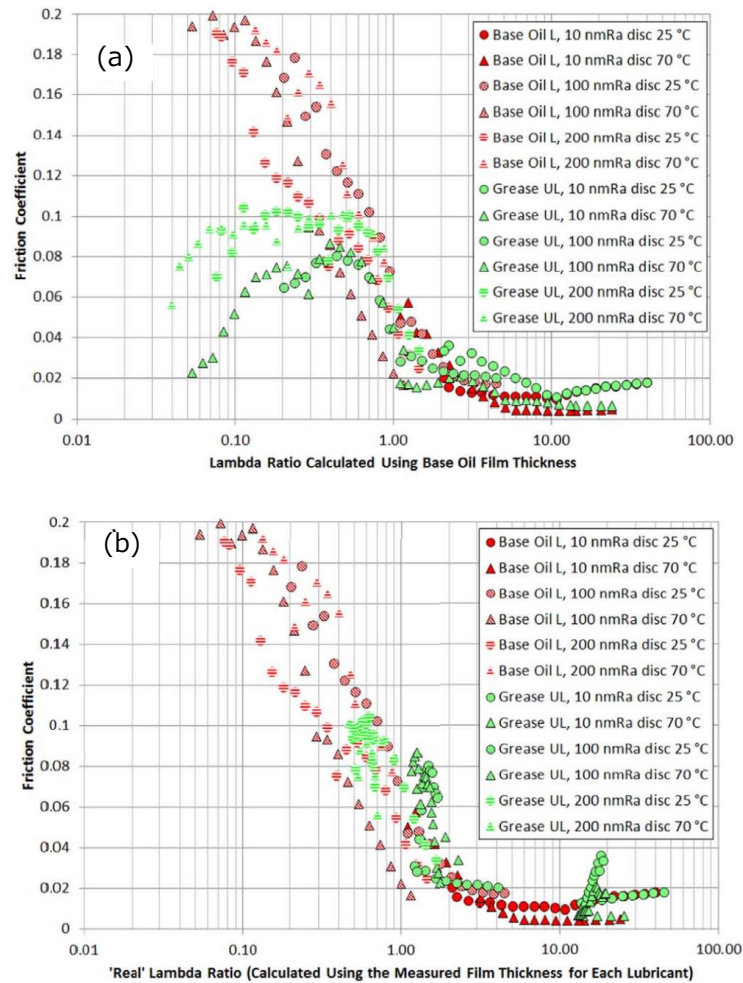 (a)
0.2
0.18
0.16
0.14
0.12
0.1
0.08
0.06
0.04
0.02
0
Friction Coefficient
Base Oil L, 10 nmRa disc 25 °C
Base Oil L, 10 nmRa disc 70 °C
Base Oil L, 100 nmRa disc 25 °C
Base Oil L, 100 nmRa disc 70 °C
Base Oil L, 200 nmRa disc 25 °C
Base Oil L, 200 nmRa disc 70 °C
Grease UL, 10 nmRa disc 25 °C
Grease UL, 10 nmRa disc 70 °C
Grease UL, 100 nmRa disc 25 °C
Grease UL, 100 nmRa disc 70 °C
Grease UL, 200 nmRa disc 25 °C
Grease UL, 200 nmRa disc 70 °C
0.01 0.10 1.00 10.00 100.00
Lambda Ratio Calculated Using Base Oil Film Thickness
(b)
0.2
0.18
0.16
0.14
0.12
0.1
0.08
0.06
0.04
0.02
0
Friction Coefficient
Base Oil L, 10 nmRa disc 25 °C
Base Oil L, 10 nmRa disc 70 °C
Base Oil L, 100 nmRa disc 25 °C
Base Oil L, 100 nmRa disc 70 °C
Base Oil L, 200 nmRa disc 25 °C
Base Oil L, 200 nmRa disc 70 °C
Grease UL, 10 nmRa disc 25 °C
Grease UL, 10 nmRa disc 70 °C
Grease UL, 100 nmRa disc 25 °C
Grease UL, 100 nmRa disc 70 °C
Grease UL, 200 nmRa disc 25 °C
Grease UL, 200 nmRa disc 70 °C
0.01 0.10 1.00 10.00 100.00
'Real' Lambda Ratio (Calculated Using the Measured Film Thickness for Each Lubricant)